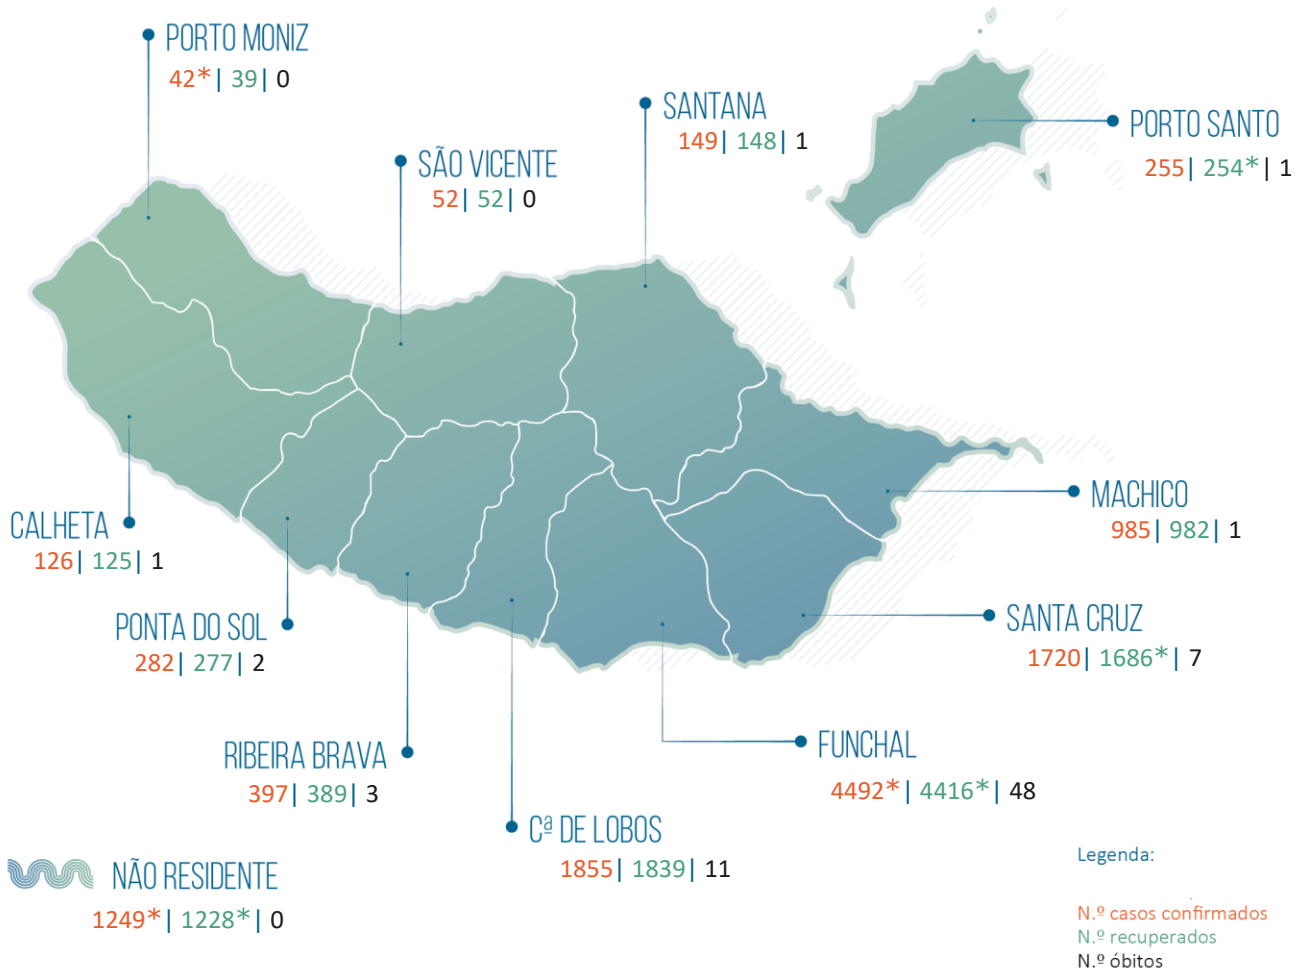 PORTO MONIZ
42*| 39| 0
SANTANA
149| 148| 1
PORTO SANTO
255| 254*| 1
SÃO VICENTE
52| 52| 0
MACHICO
985| 982| 1
CALHETA
126| 125| 1
SANTA CRUZ
1720| 1686*| 7
PONTA DO SOL
282| 277| 2
FUNCHAL
4492*| 4416*| 48
RIBEIRA BRAVA
397| 389| 3
Cª DE LOBOS
1855| 1839| 11
NÃO RESIDENTE
1249*| 1228*| 0
Legenda:
N.º casos confirmados
N.º recuperados
N.º óbitos